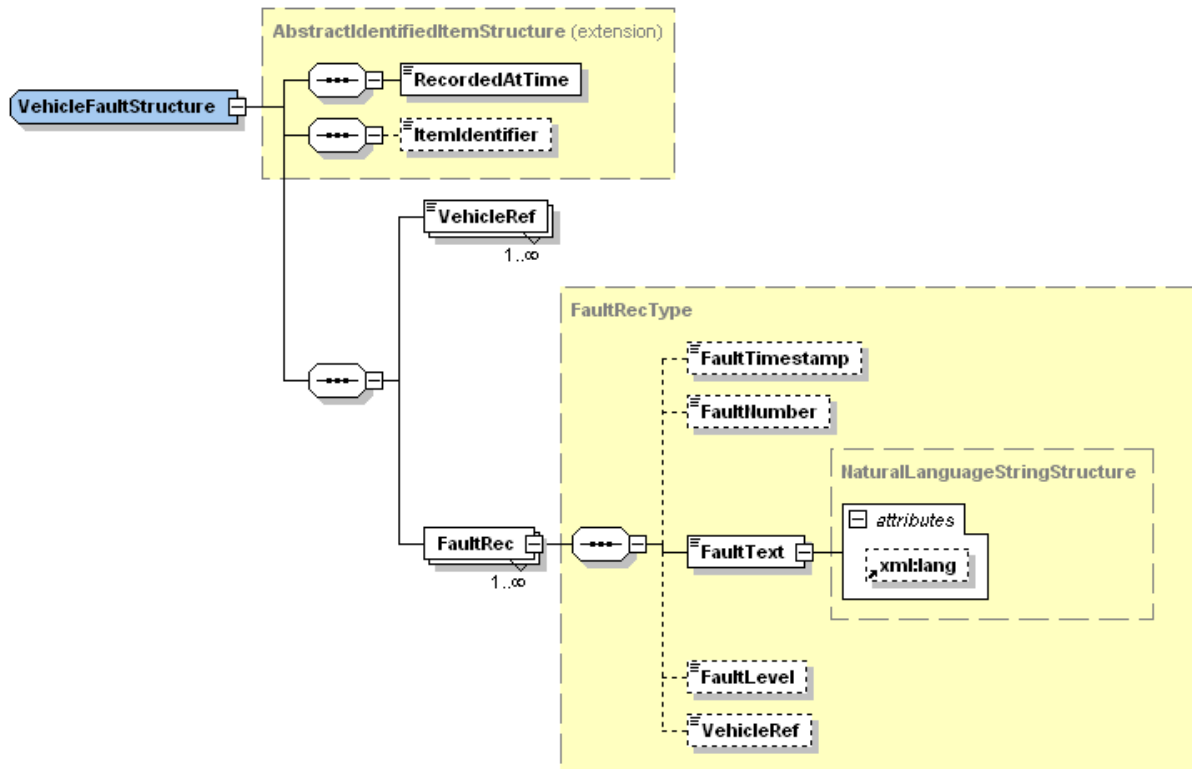 AbstractIdentifiedItemStructure (extension)
RecordedAtTime
VehicleFaultStructure
ItemIdentifier
VehicleRef
1..∞
FaultRecType
FaultTimestamp
FaultNumber
NaturalLanguageStringStructure
attributes
FaultRec
FaultText
xml:lang
1..∞
FaultLevel
VehicleRef